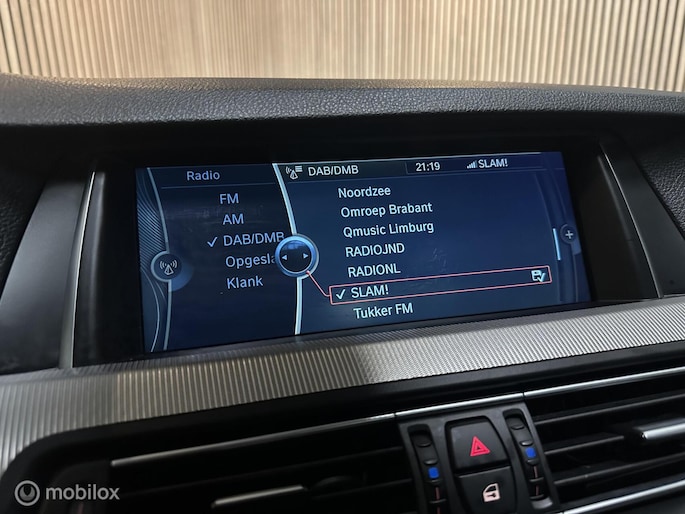 Radio
FM
AM
DAB/DMB
Opgesla
Klank
DAB/DMB
21:19
SLAM!
Noordzee
Omroep Brabant
Qmusic Limburg
RADIOJND
RADIONL
SLAM!
Tukker FM
mobilox